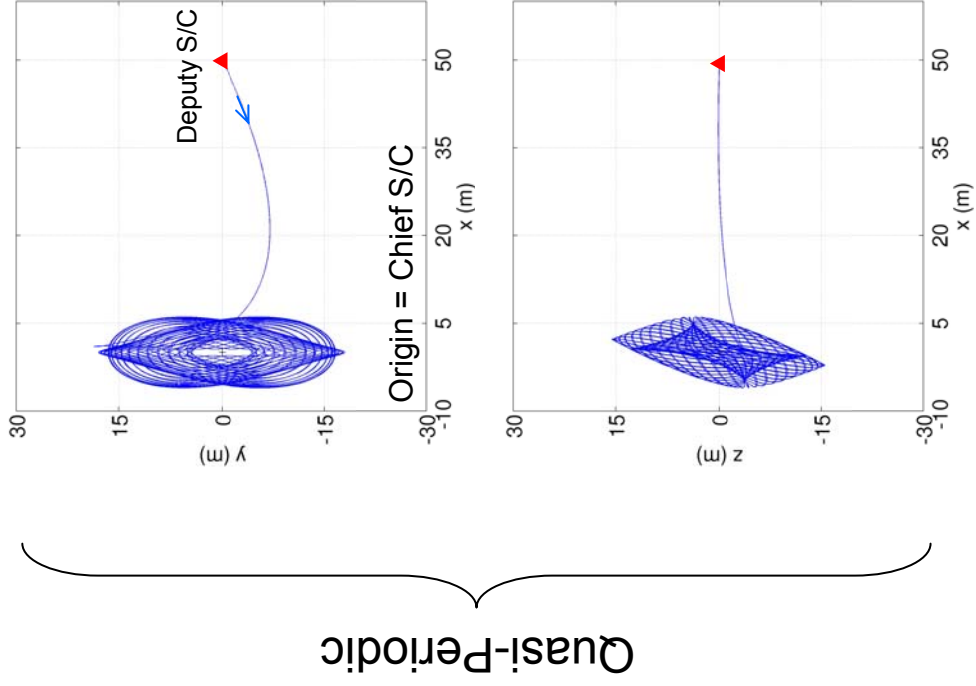 Quasi-Periodic
30
15
0
-15
-30
y (m)
-10
5
20
35
50
x (m)
Deputy S/C
Origin = Chief S/C
30
15
0
-15
-30
z (m)
-10
5
20
35
50
x (m)